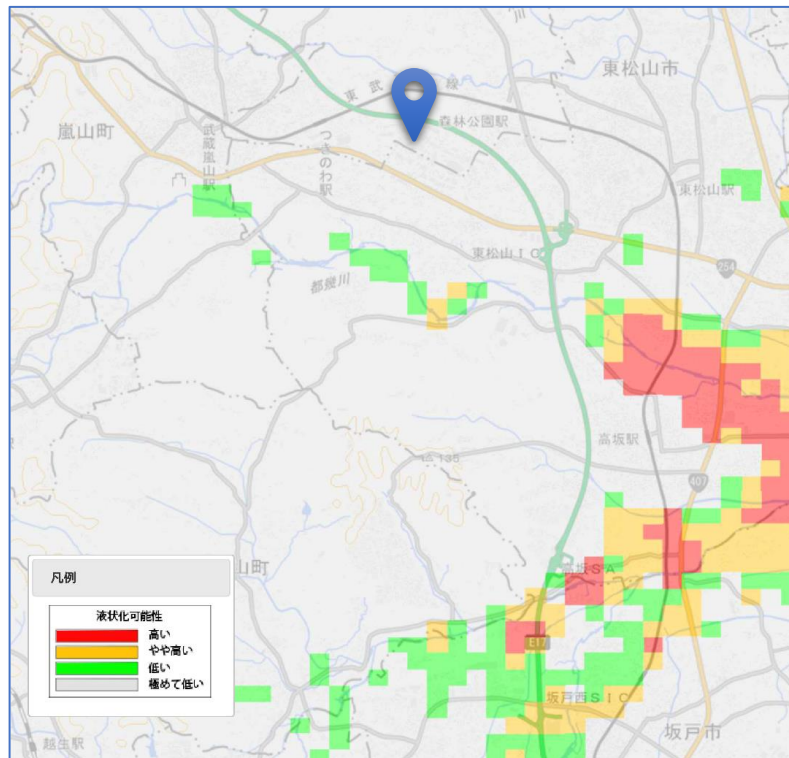 東松山市
東武
線
川
森林公園駅
嵐山町
武蔵嵐山駅
つきのわ駅
東松山駅
東松山IC
254
都幾川
高坂駅
135
407
高坂SA
山町
E17
坂戸西SIC
坂戸市
越生駅
凡例
液状化可能性
高い
やや高い
低い
極めて低い